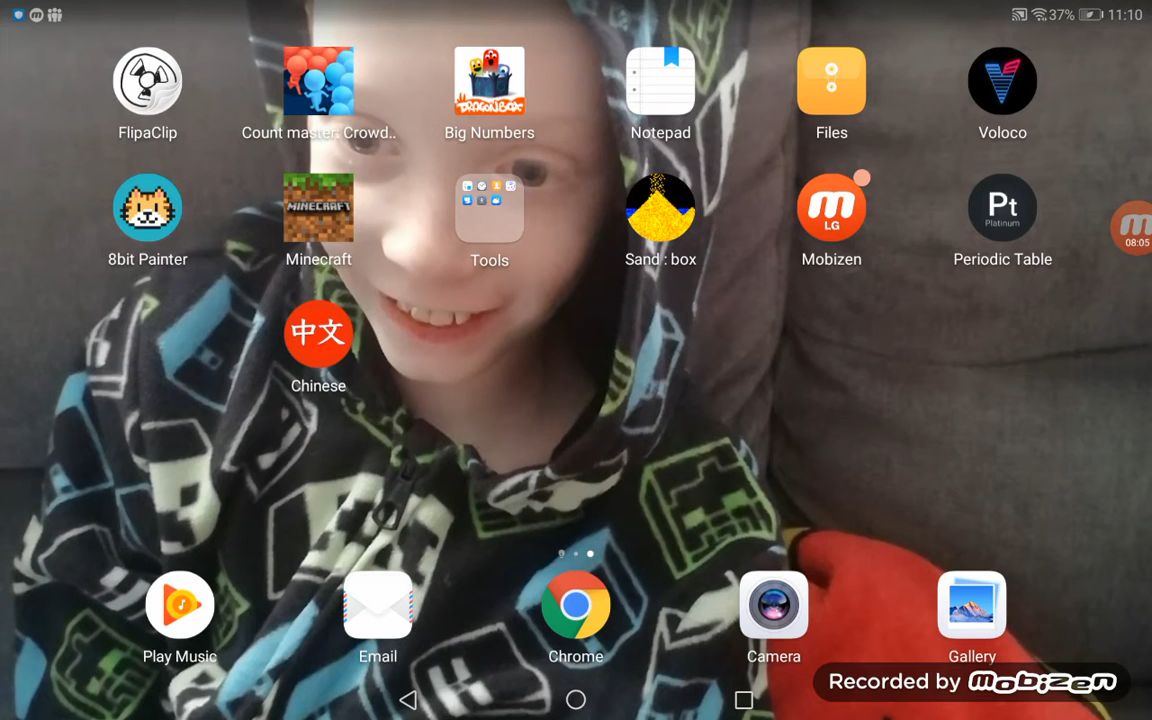 37% 11:10
DRAGONBOX
FlipaClip
Count master: Crowd..
Big Numbers
Notepad
Files
Voloco
MINECRAFT
LG
Pt
Platinum
08:05
8bit Painter
Minecraft
Tools
Sand : box
Mobizen
Periodic Table
中文
Chinese
Play Music
Email
Chrome
Camera
Gallery
Recorded by mobizen